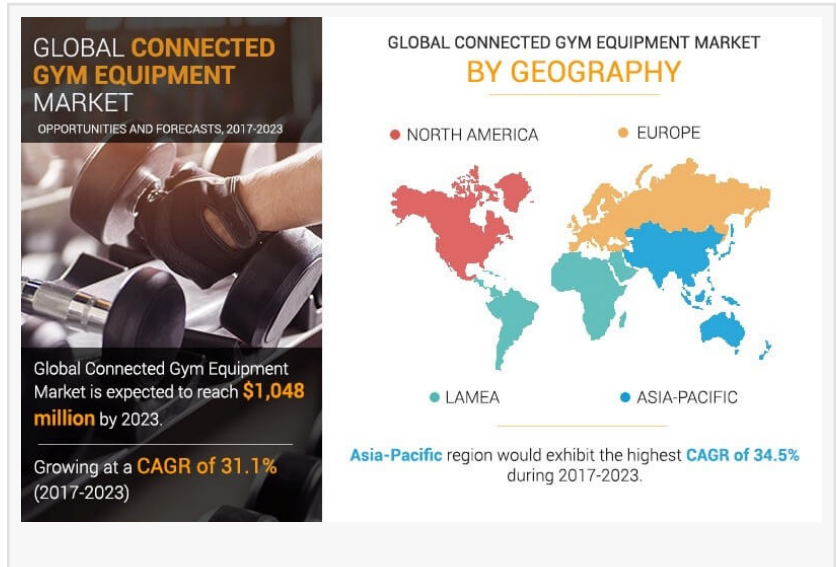 GLOBAL CONNECTED
GYM EQUIPMENT
MARKET
OPPORTUNITIES AND FORECASTS, 2017-2023
Global Connected Gym Equipment
Market is expected to reach $1,048
million by 2023.
Growing at a CAGR of 31.1%
(2017-2023)
GLOBAL CONNECTED GYM EQUIPMENT MARKET
BY GEOGRAPHY
NORTH AMERICA
EUROPE
LAMEA
ASIA-PACIFIC
Asia-Pacific region would exhibit the highest CAGR of 34.5%
during 2017-2023.